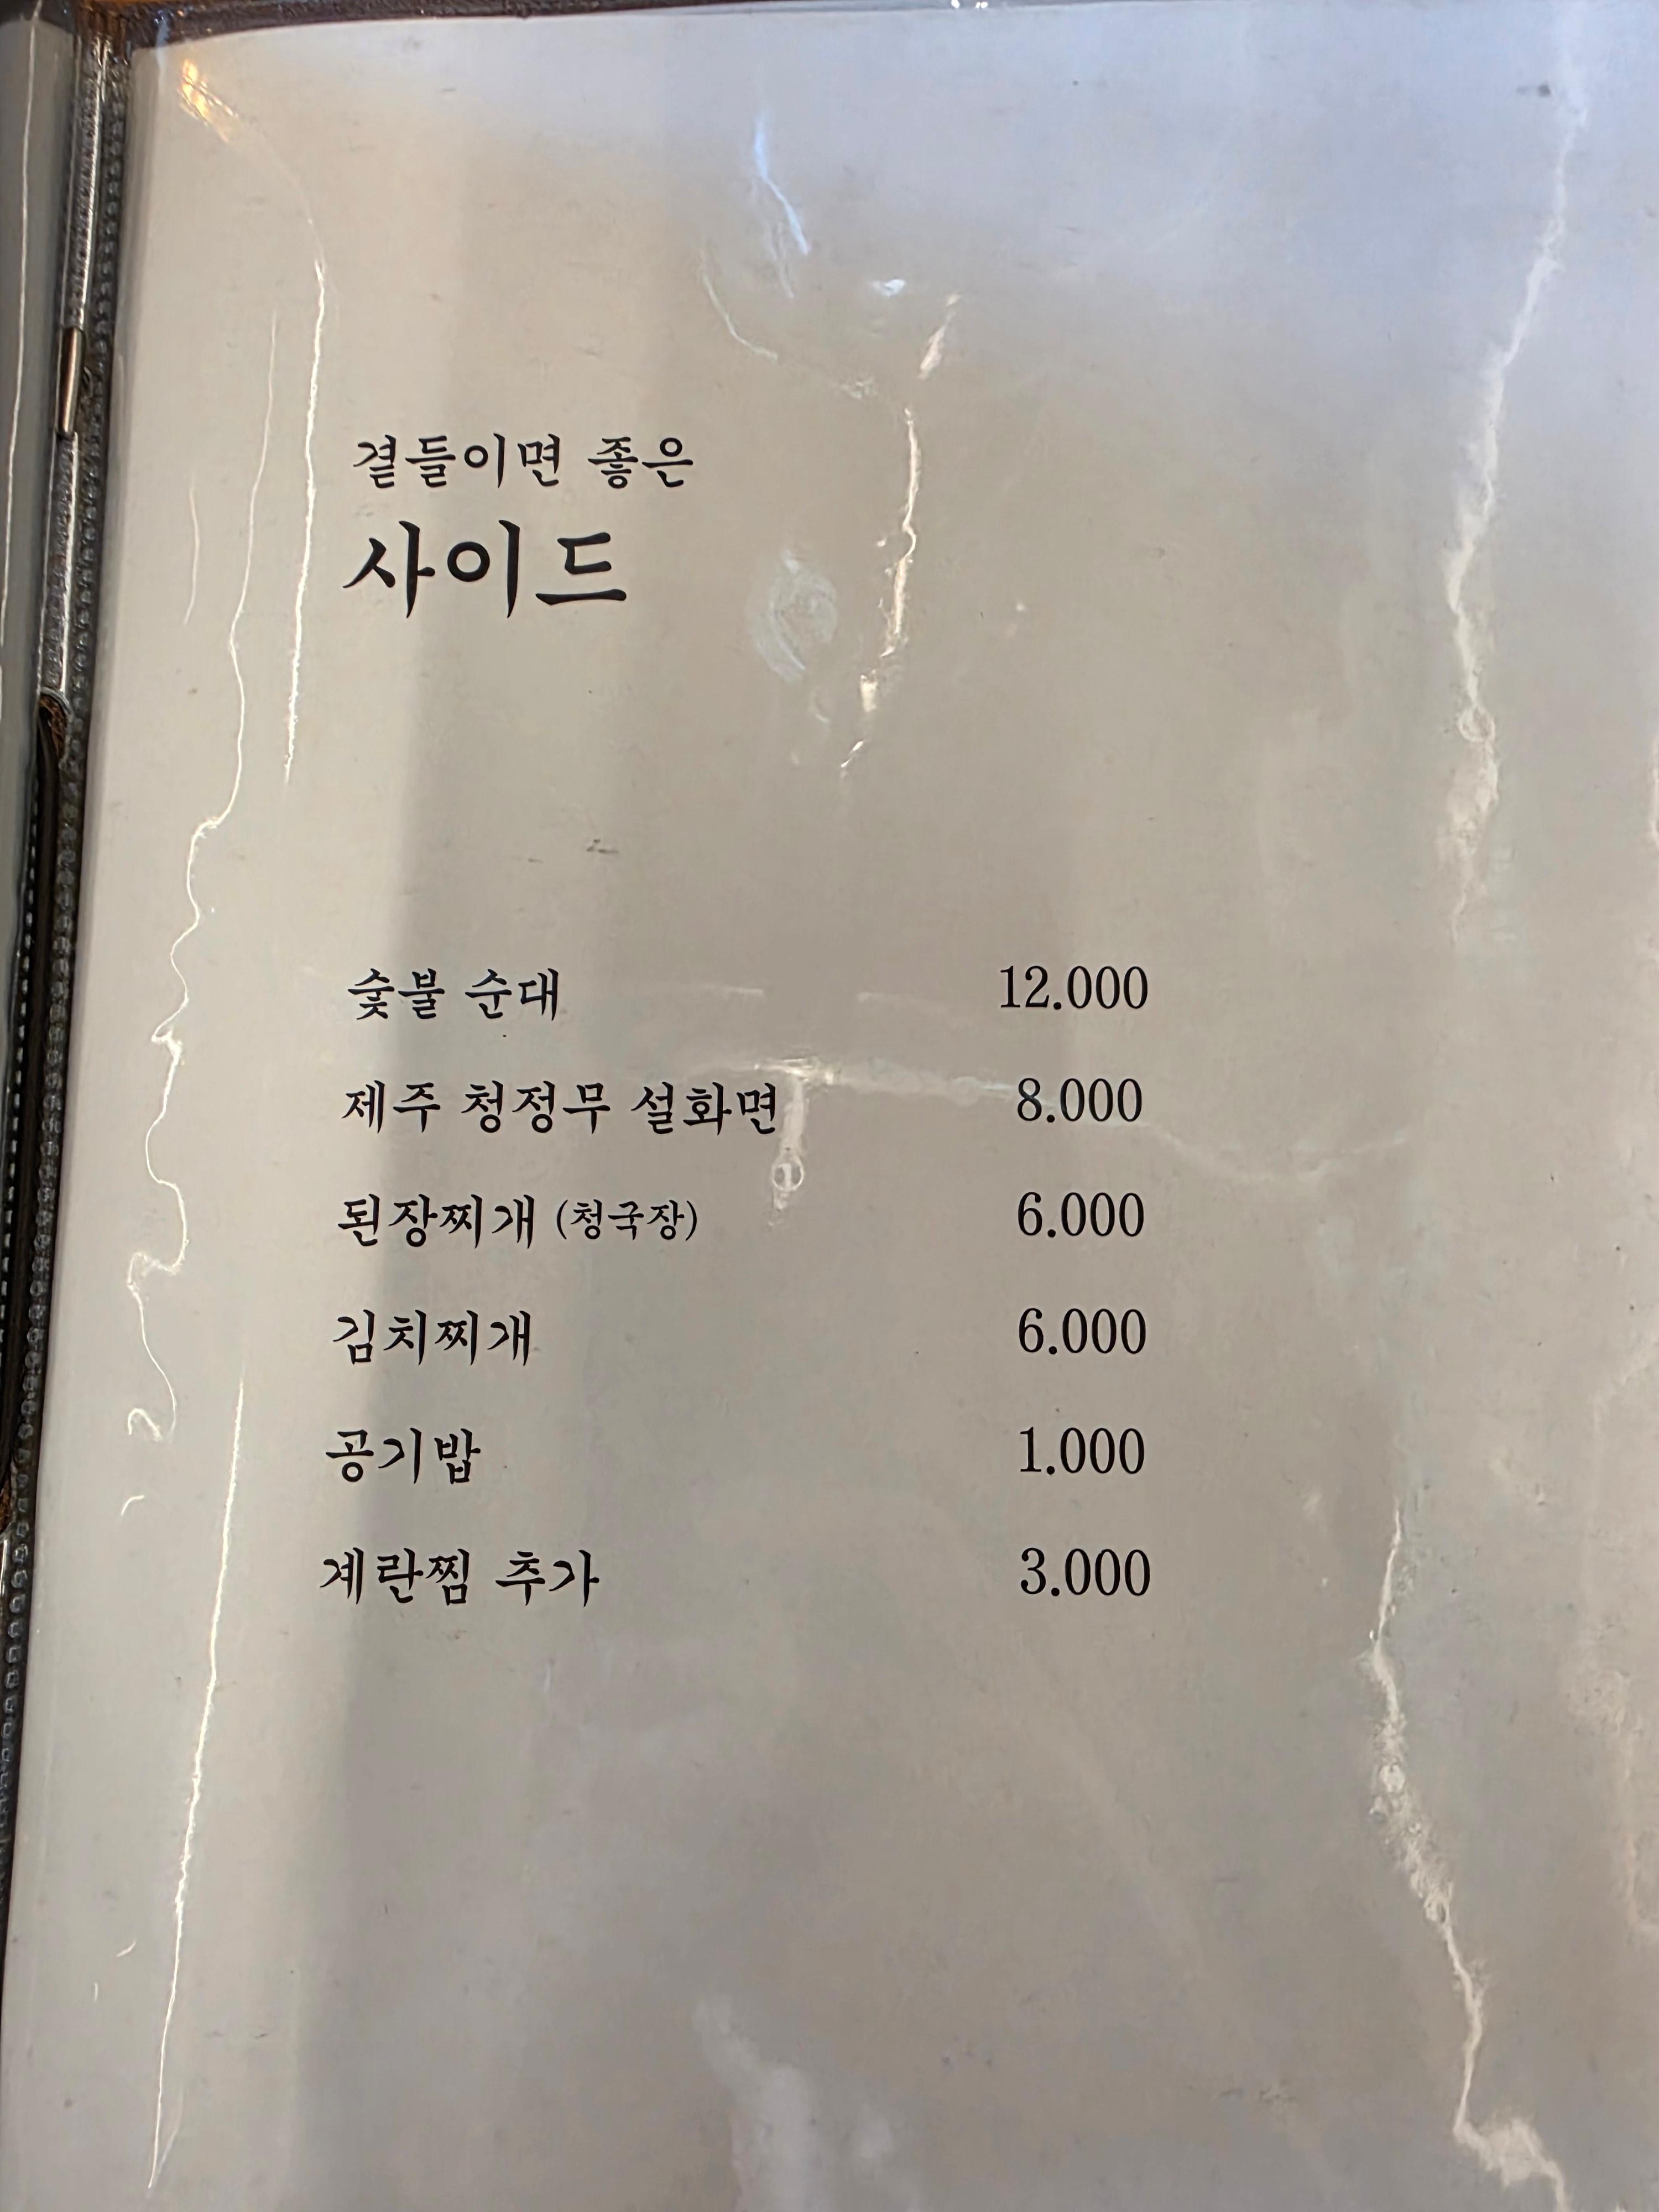 곁들이면 좋은
사이드
숯불 순대 12.000
제주 청정무 설화면 8.000
된장찌개 (청국장) 6.000
김치찌개 6.000
공기밥 1.000
계란찜 추가 3.000